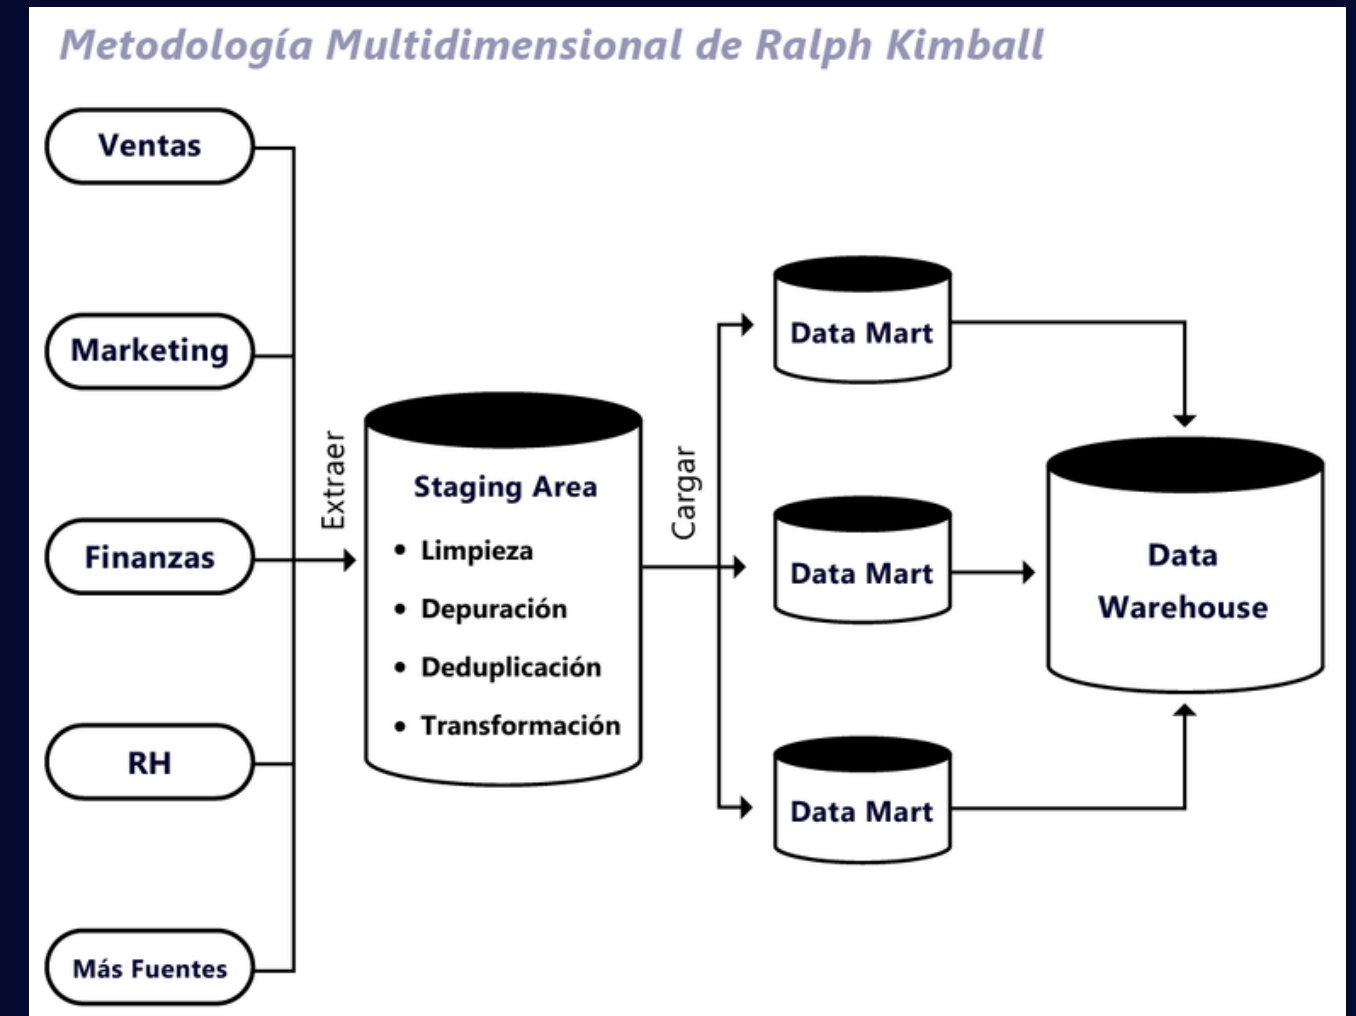 Metodología Multidimensional de Ralph Kimball
Ventas
Marketing
Finanzas
RH
Más Fuentes
Extraer
Staging Area
• Limpieza
• Depuración
• Deduplicación
• Transformación
Cargar
Data Mart
Data Mart
Data Mart
Data
Warehouse